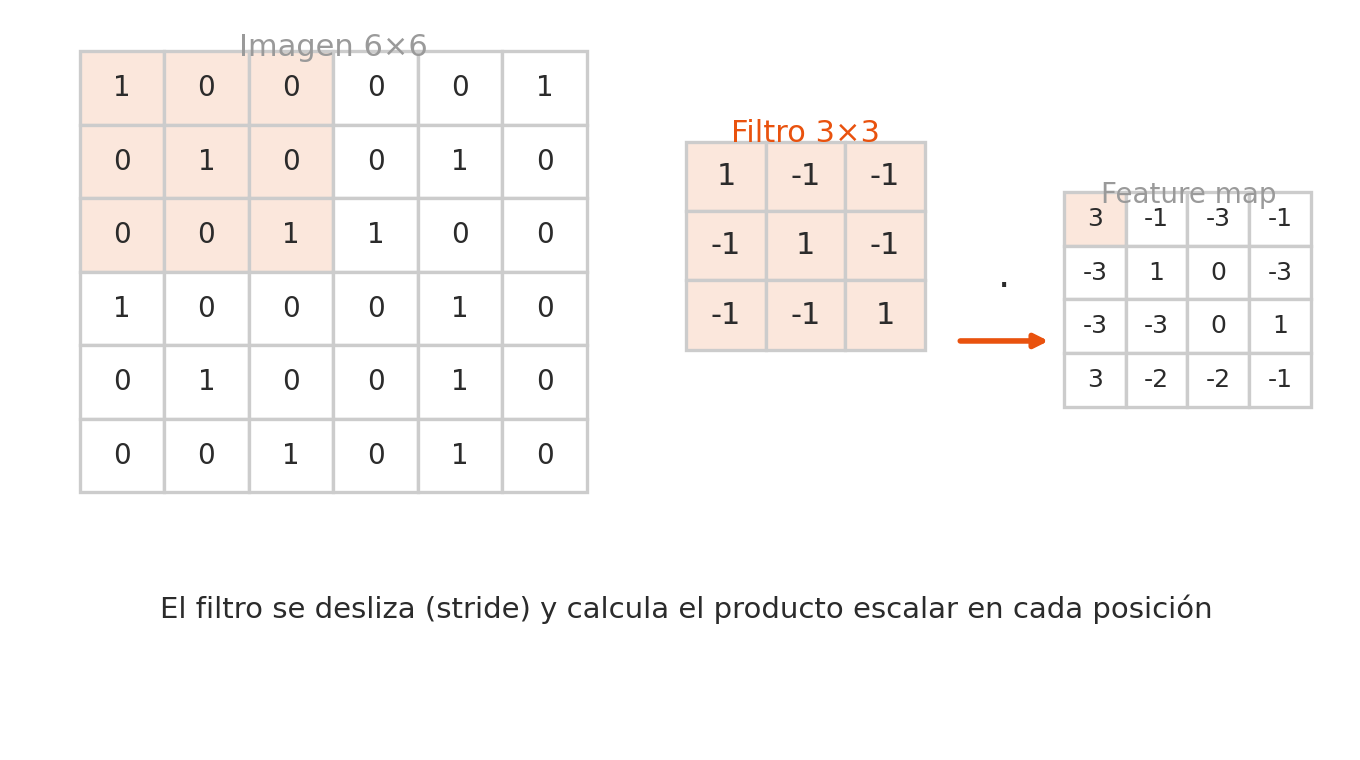 Imagen 6×6
1 0 0 0 0 1
0 1 0 0 1 0
0 0 1 1 0 0
1 0 0 0 1 0
0 1 0 0 1 0
0 0 1 0 1 0
Filtro 3×3
1 -1 -1
-1 1 -1
-1 -1 1
.
Feature map
3 -1 -3 -1
-3 1 0 -3
-3 -3 0 1
3 -2 -2 -1
El filtro se desliza (stride) y calcula el producto escalar en cada posición